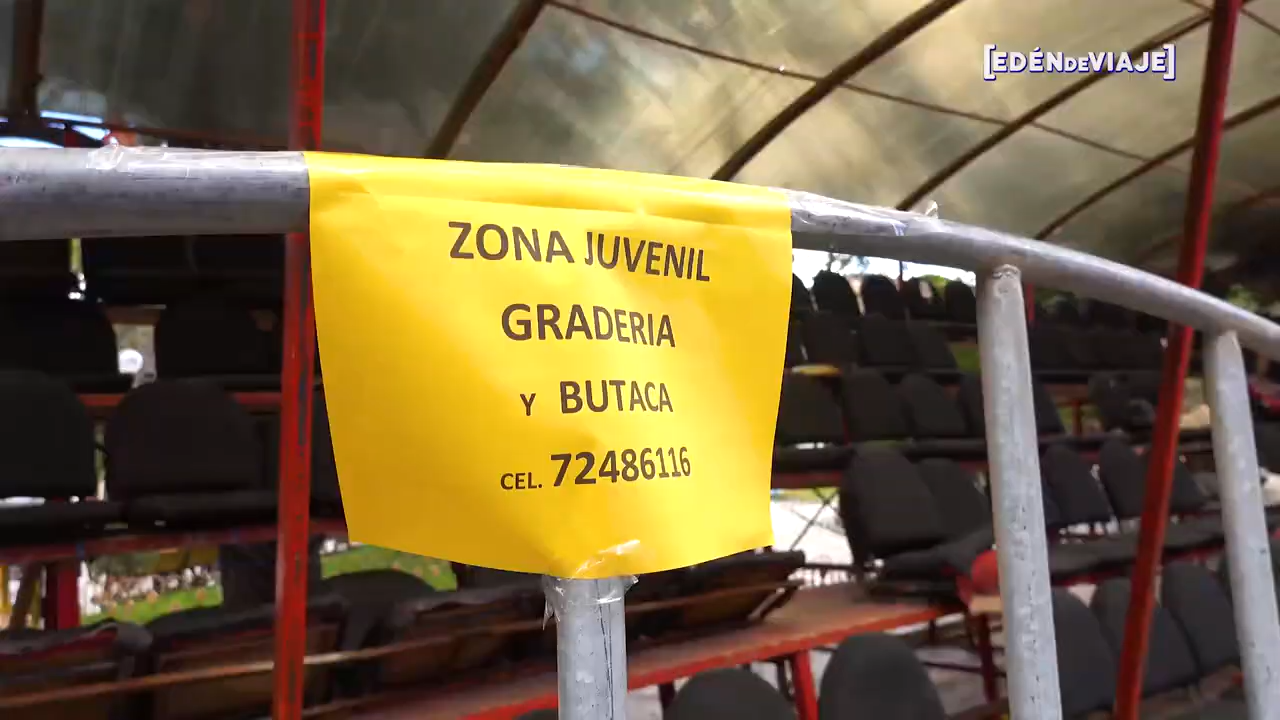 [EDÉNDEVIAJE]
ZONA JUVENIL
GRADERIA
Y BUTACA
CEL. 72486116